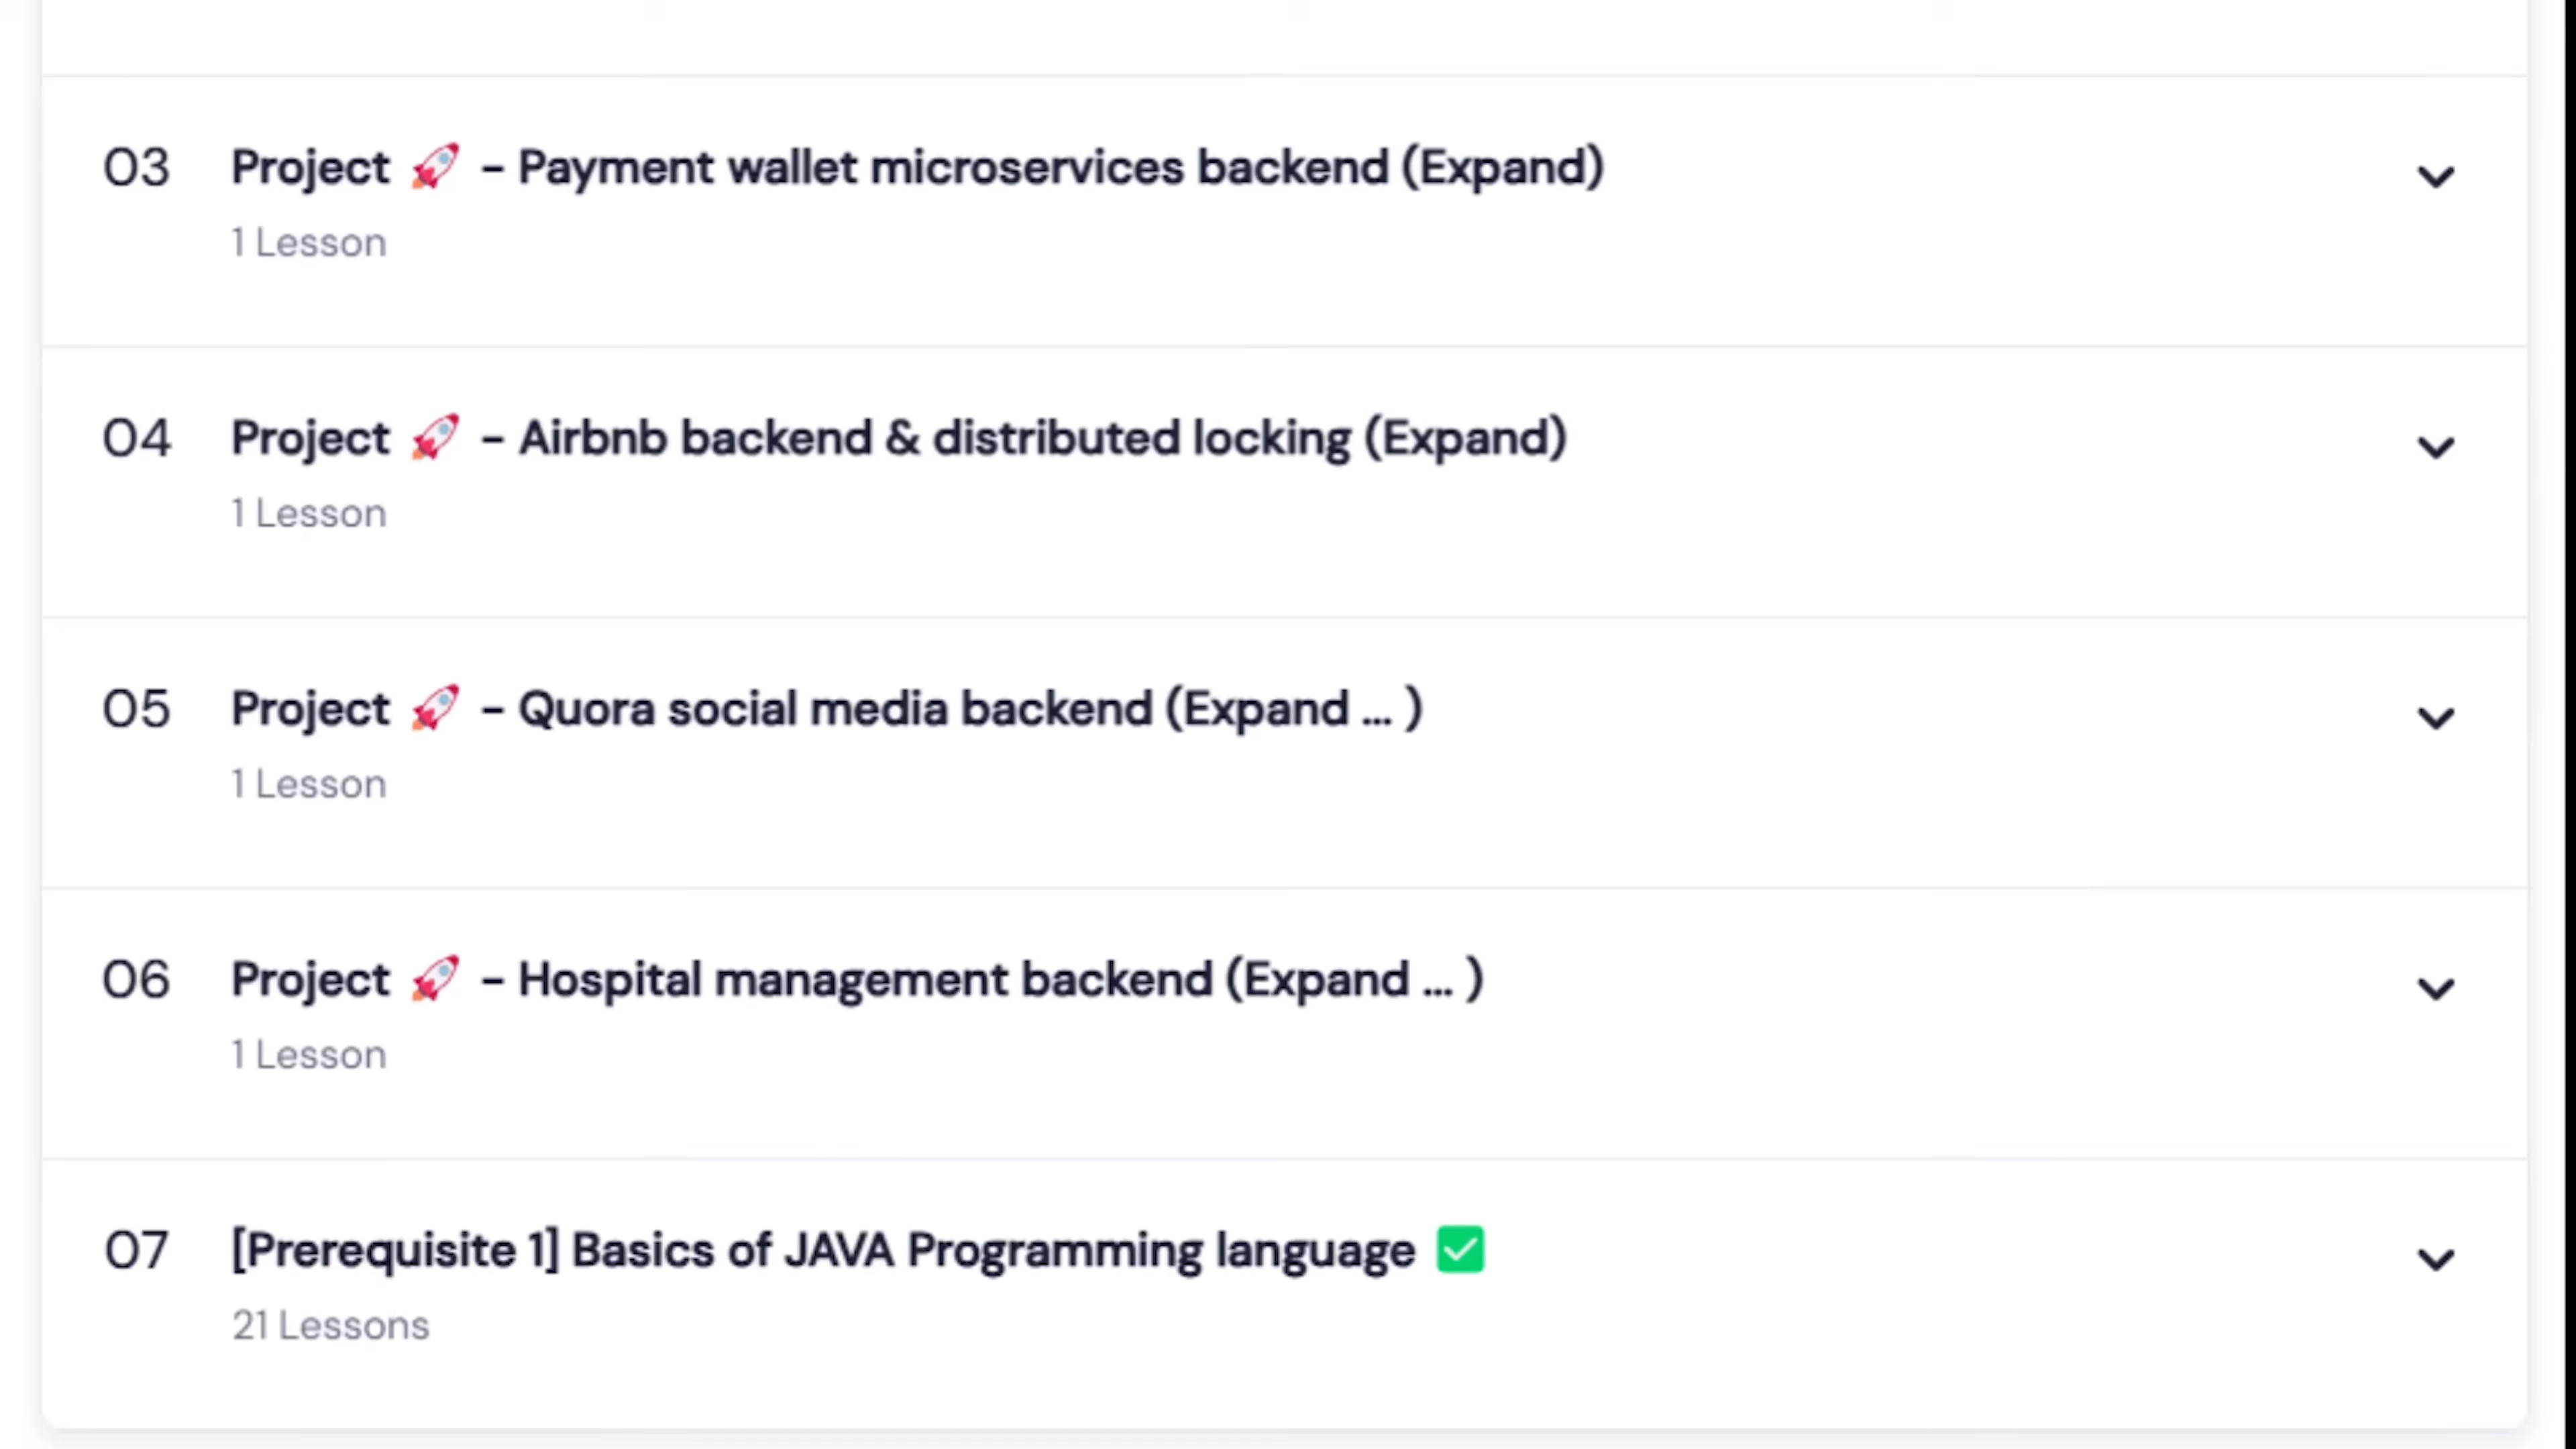 03 Project 🚀 - Payment wallet microservices backend (Expand)
1 Lesson
04 Project 🚀 - Airbnb backend & distributed locking (Expand)
1 Lesson
05 Project 🚀 - Quora social media backend (Expand ... )
1 Lesson
06 Project 🚀 - Hospital management backend (Expand ... )
1 Lesson
07 [Prerequisite 1] Basics of JAVA Programming language ✅
21 Lessons